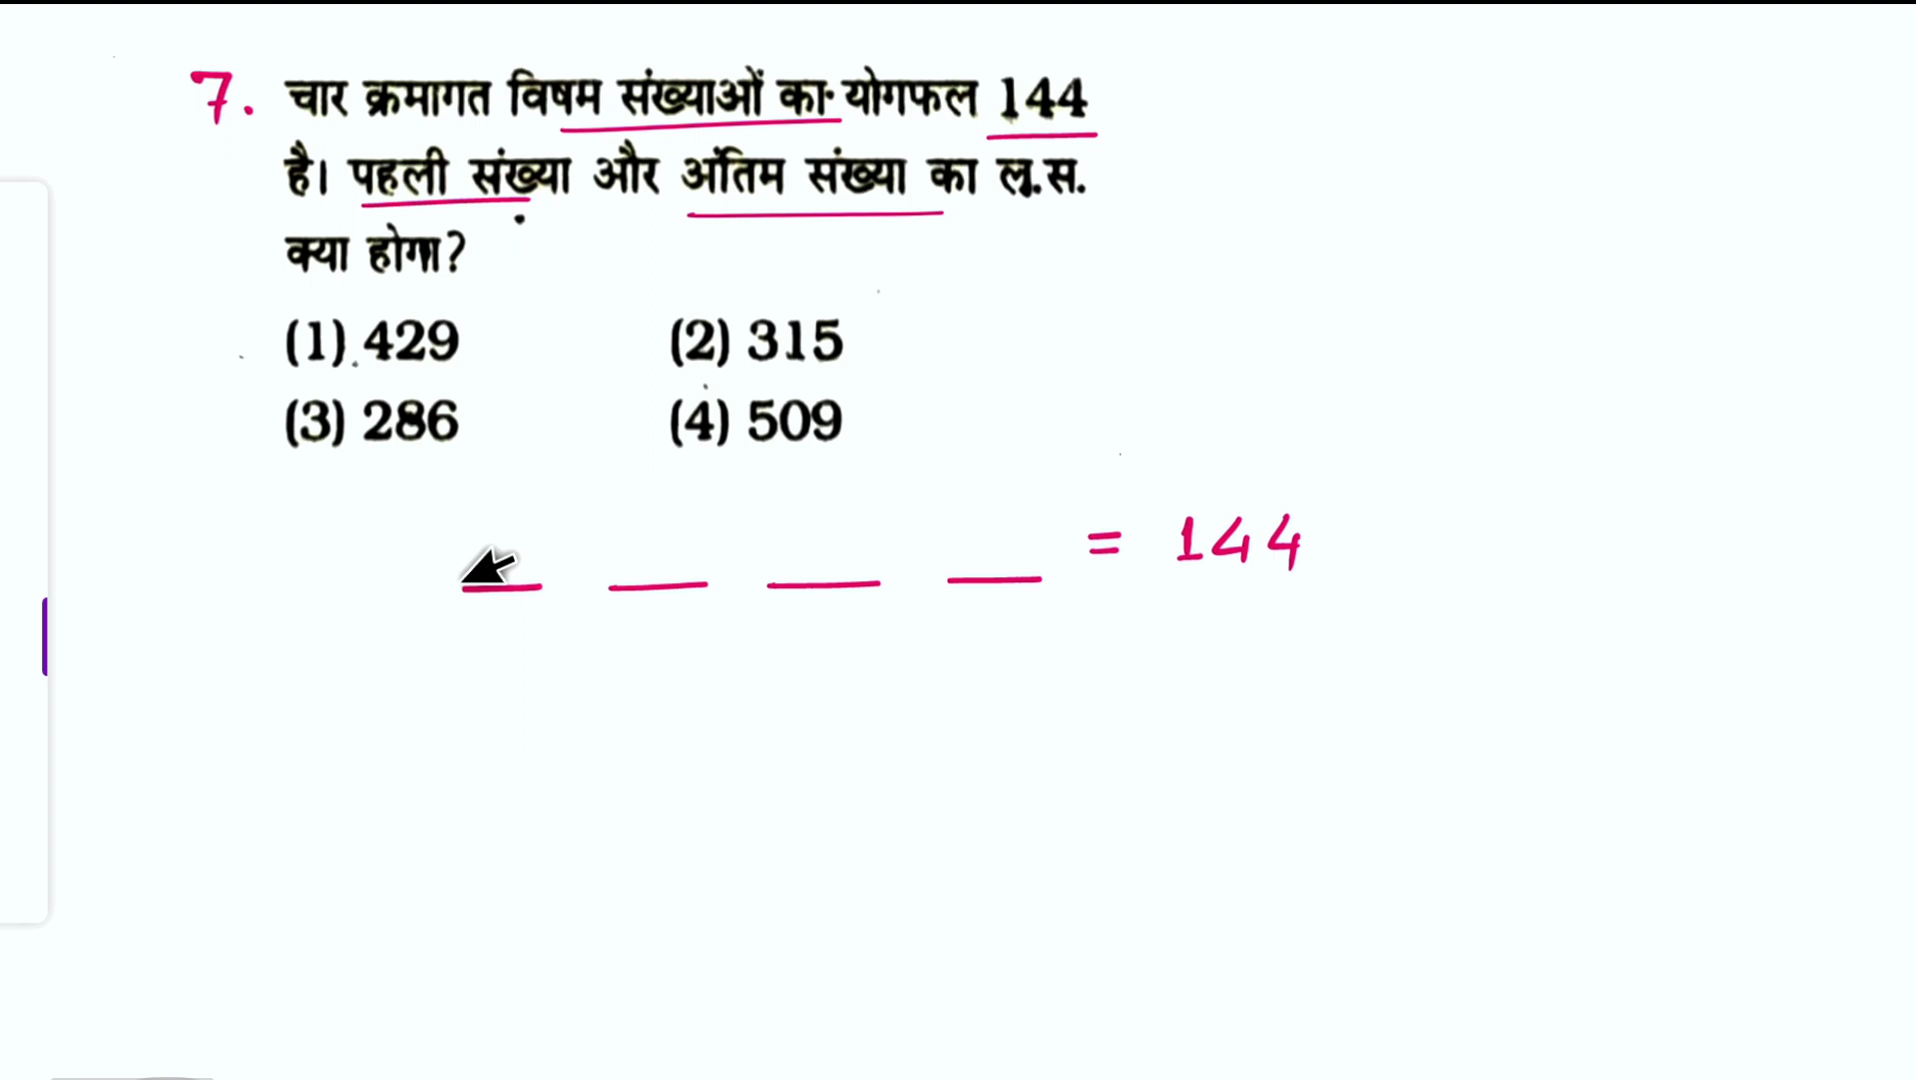 7. चार क्रमागत विषम संख्याओं का योगफल 144
है। पहली संख्या और अंतिम संख्या का ल.स.
क्या होगा?
(1) 429 (2) 315
(3) 286 (4) 509
= 144